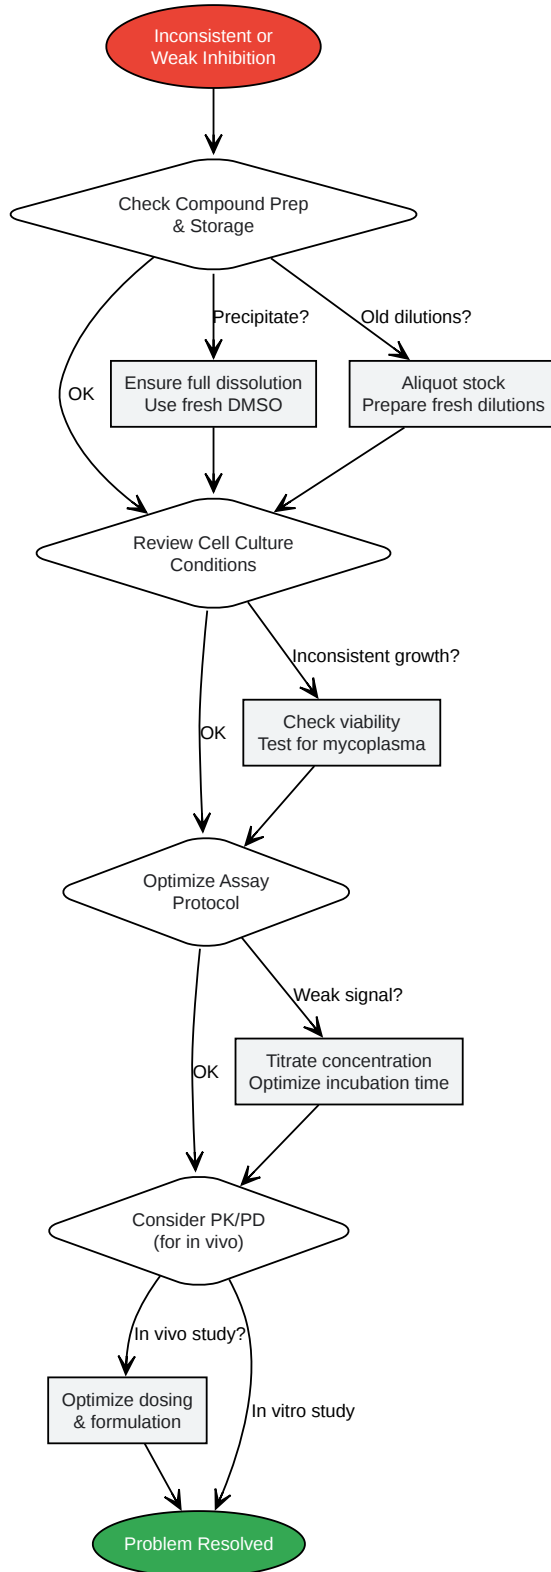 Inconsistent or
Weak Inhibition
Check Compound Prep
& Storage
Precipitate?
Old dilutions?
Ensure full dissolution
Use fresh DMSO
Aliquot stock
Prepare fresh dilutions
OK
Review Cell Culture
Conditions
Inconsistent growth?
Check viability
Test for mycoplasma
OK
Optimize Assay
Protocol
Weak signal?
Titrate concentration
Optimize incubation time
OK
Consider PK/PD
(for in vivo)
In vivo study?
Optimize dosing
& formulation
In vitro study
Problem Resolved